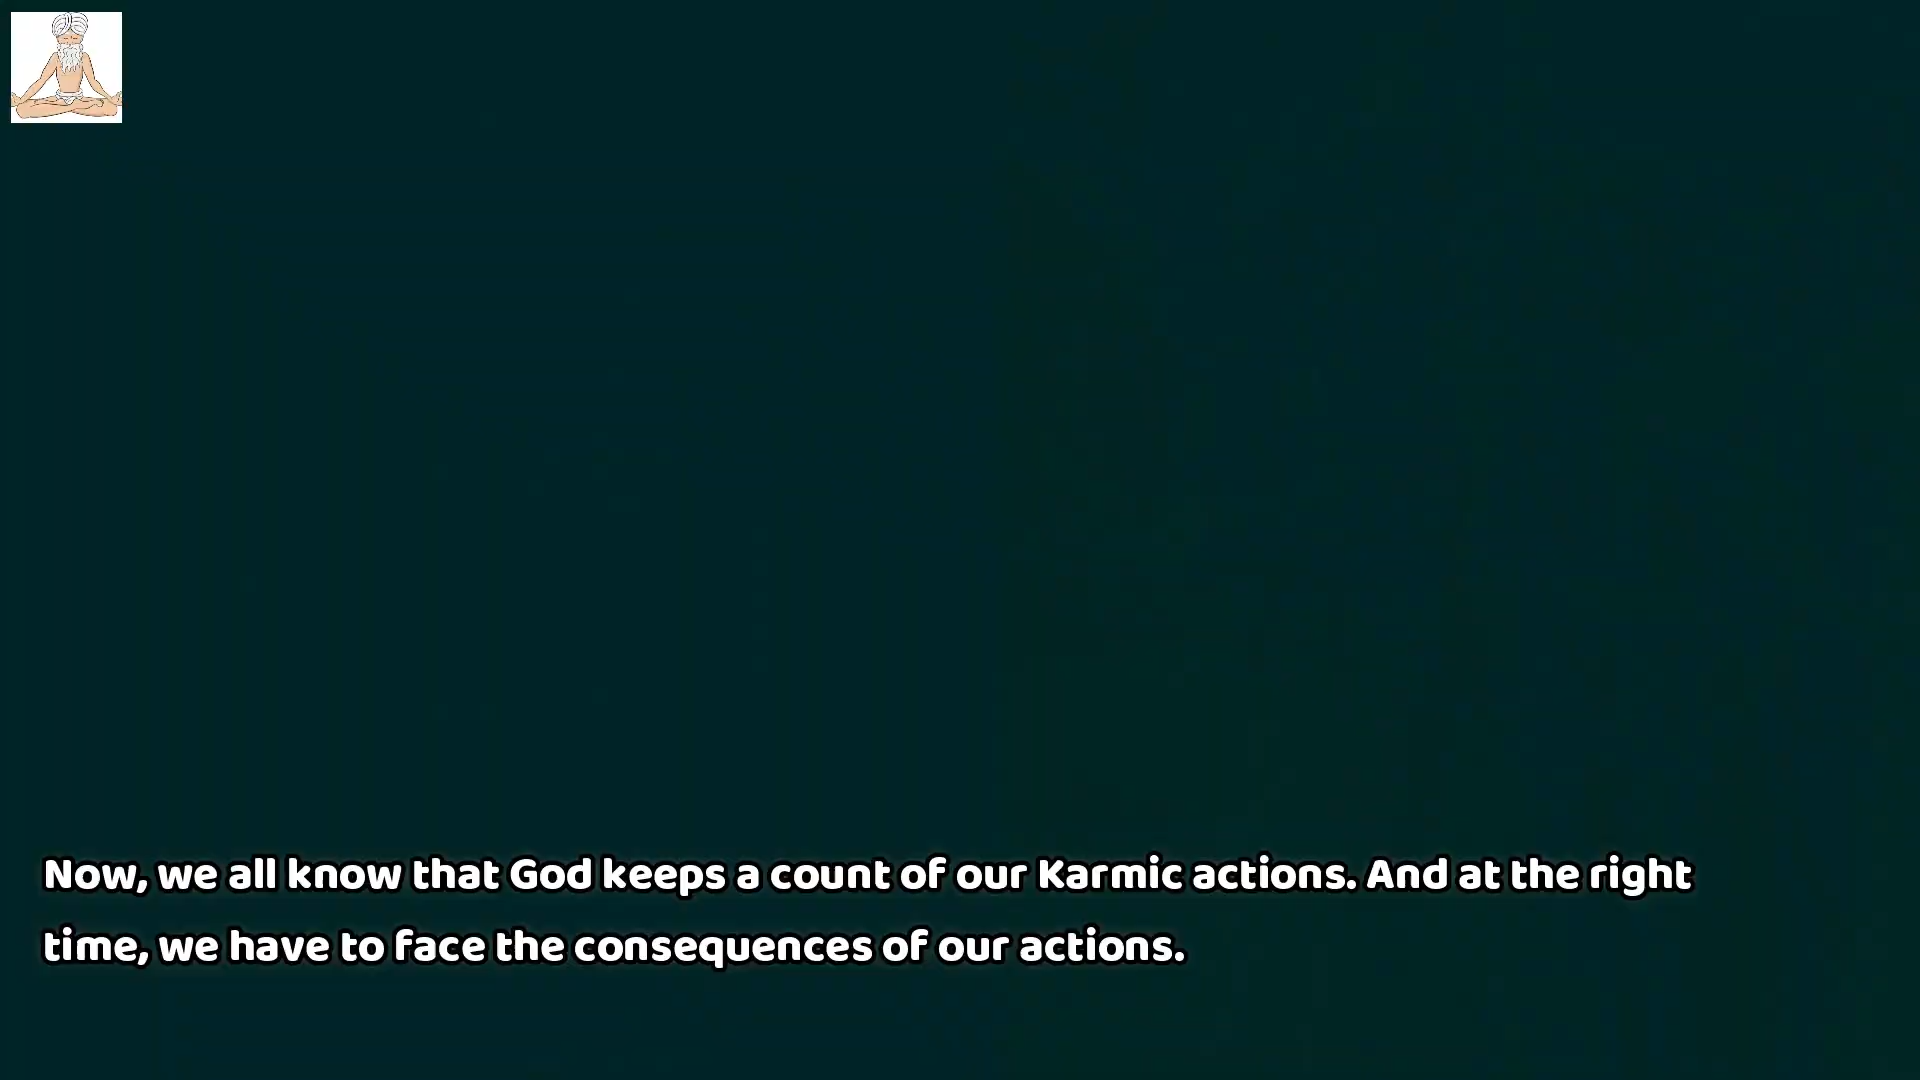 Now, we all know that God keeps a count of our Karmic actions. And at the right
time, we have to face the consequences of our actions.